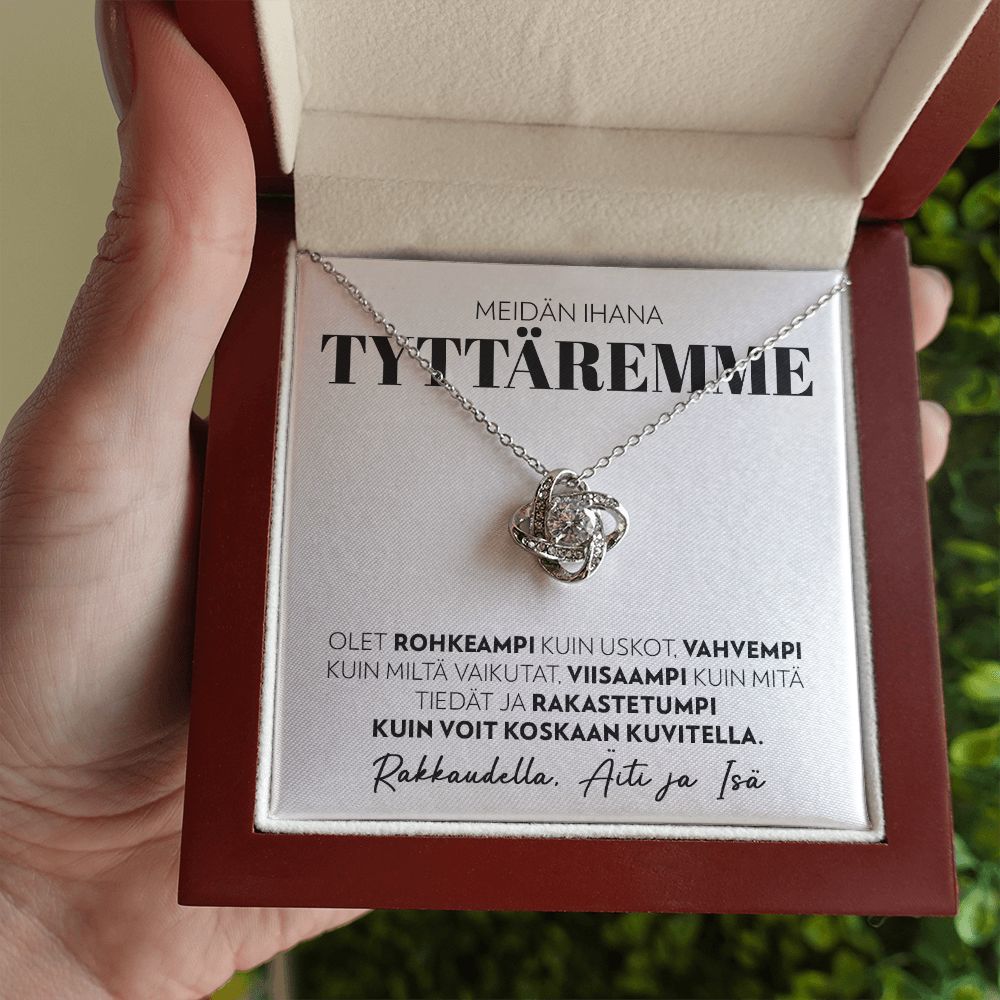 MEIDÄN IHANA
TYTTÄREMME
OLET ROHKEAMPI KUIN USKOT, VAHVEMPI
KUIN MILTÄ VAIKUTAT, VIISAAMPI KUIN MITÄ
TIEDÄT JA RAKASTETUMPI
KUIN VOIT KOSKAAN KUVITELLA.
Rakkaudella, Äiti ja Isä